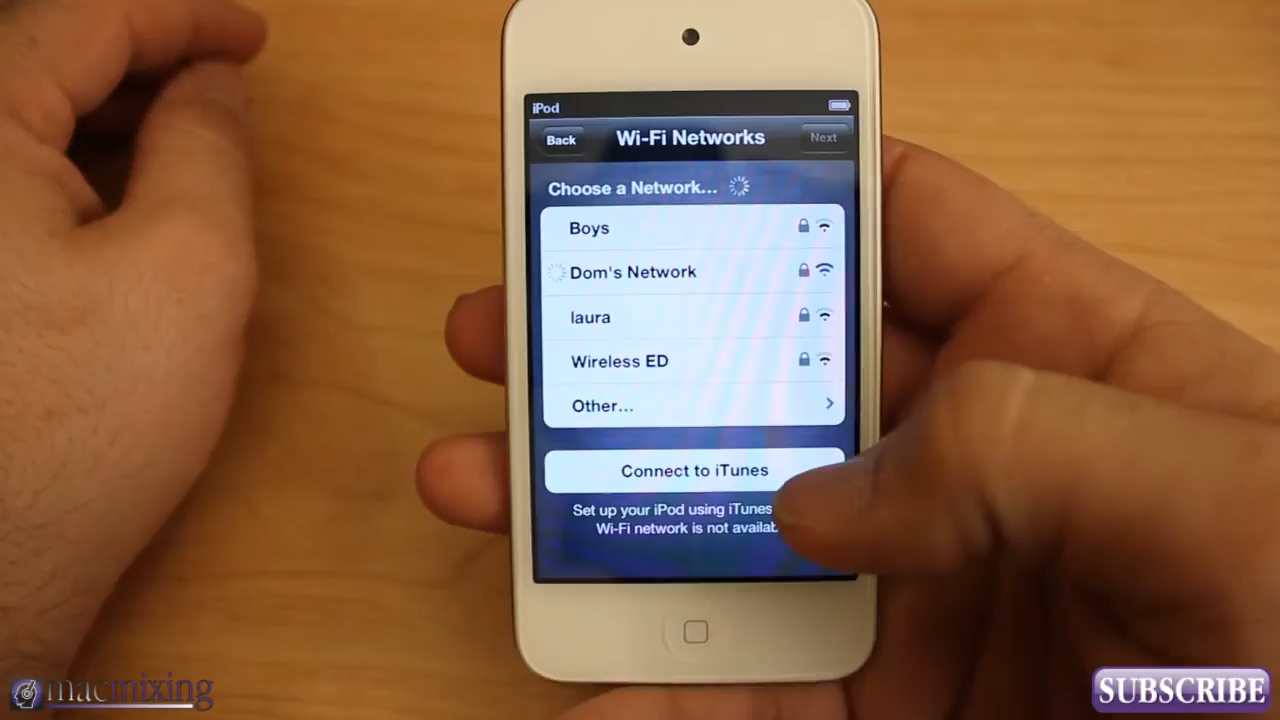 iPod
Back
Wi-Fi Networks
Next
Choose a Network...
Boys
Dom's Network
laura
Wireless ED
Other...
Connect to iTunes
Set up your iPod using iTunes
Wi-Fi network is not
macmixing
SUBSCRIBE